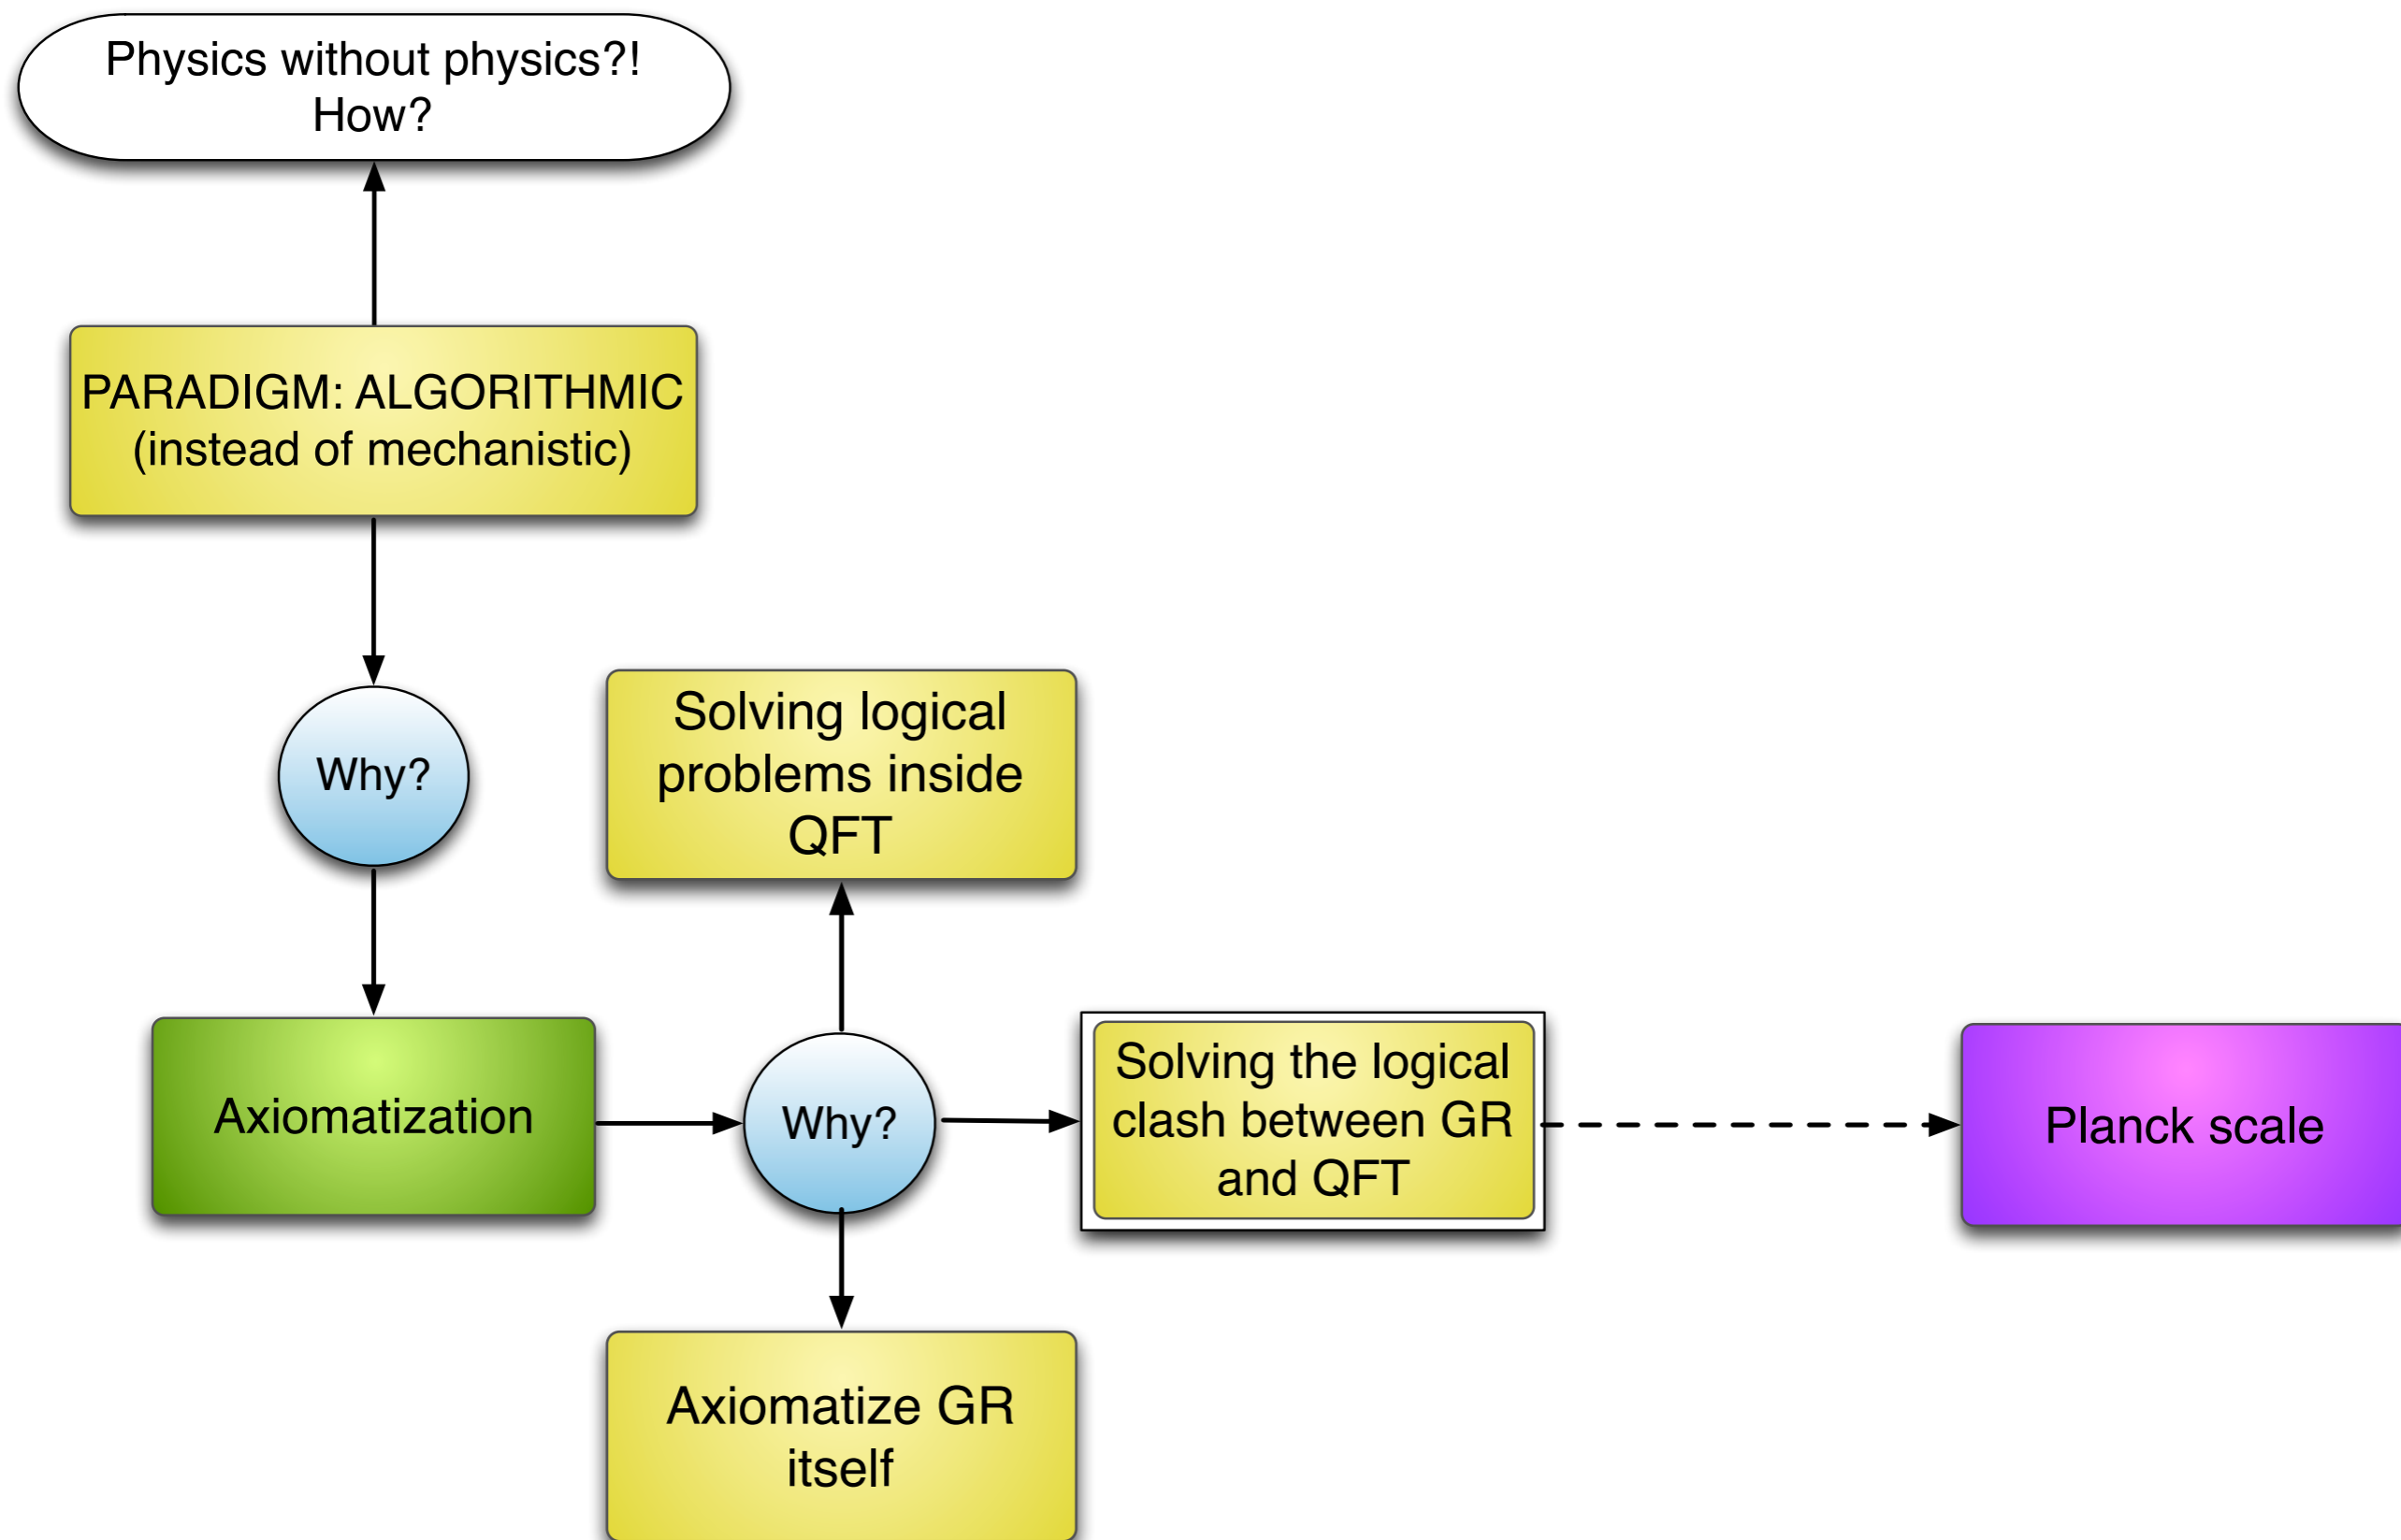 Physics without physics?!
How?
PARADIGM: ALGORITHMIC
(instead of mechanistic)
Why?
Solving logical
problems inside
QFT
Axiomatization
Why?
Solving the logical
clash between GR
and QFT
Planck scale
Axiomatize GR
itself